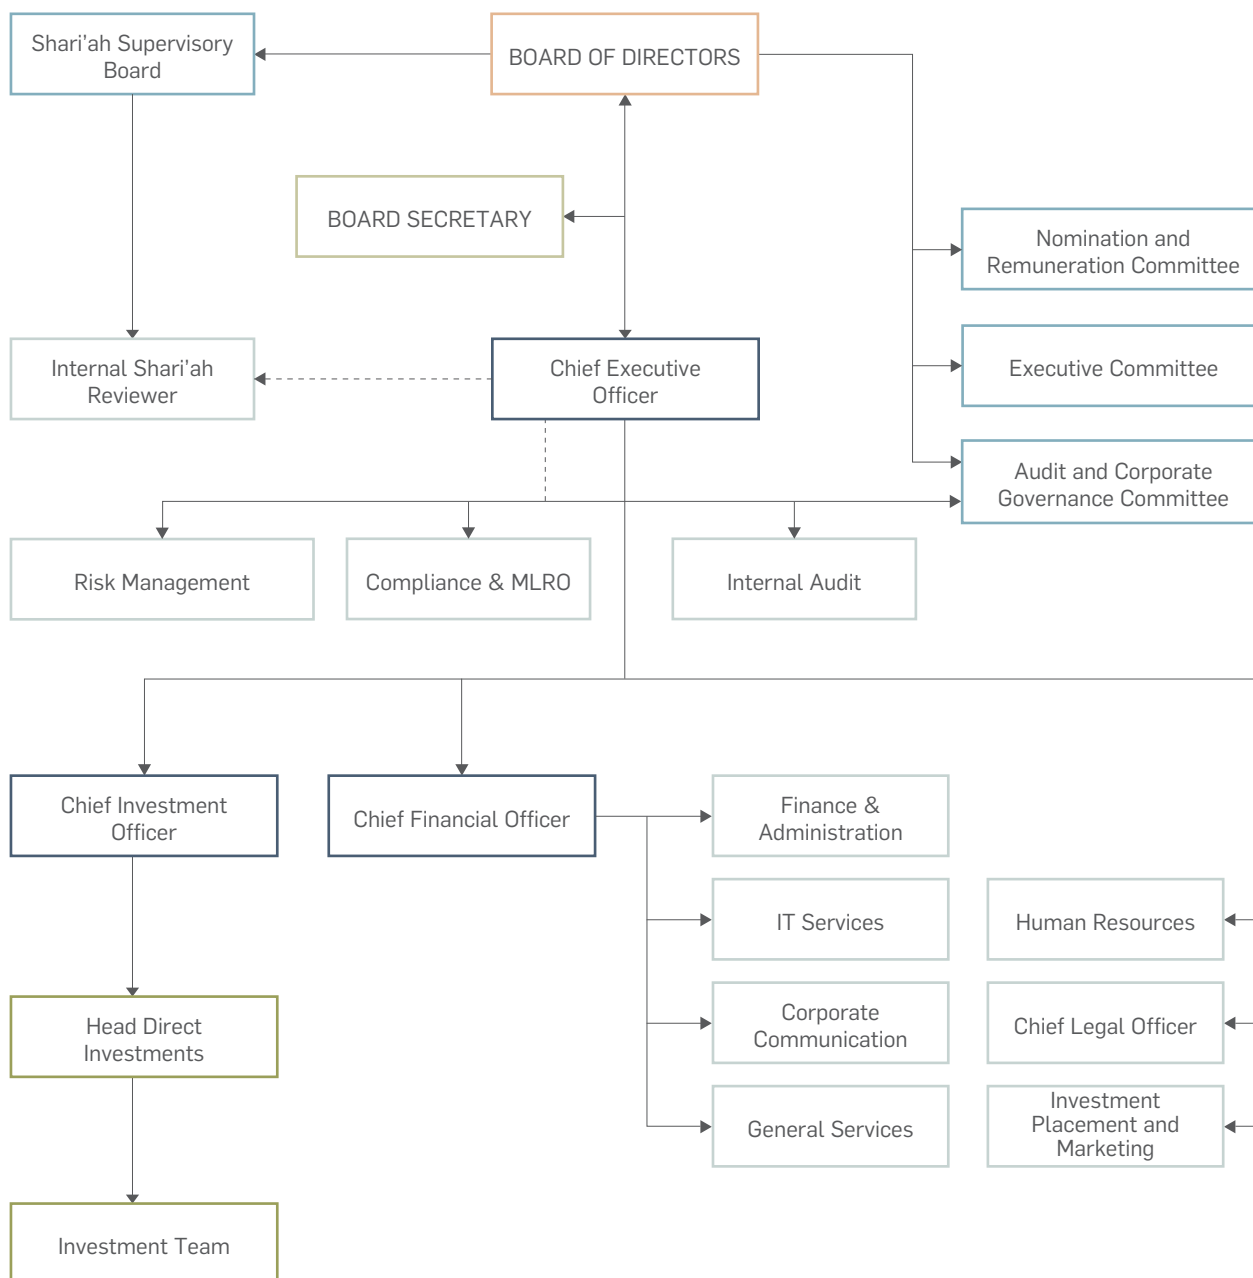 Shari’ah Supervisory
Board
BOARD OF DIRECTORS
BOARD SECRETARY
Nomination and
Remuneration Committee
Internal Shari’ah
Reviewer
Chief Executive
Officer
Executive Committee
Audit and Corporate
Governance Committee
Risk Management
Compliance & MLRO
Internal Audit
Chief Investment
Officer
Chief Financial Officer
Finance &
Administration
IT Services
Human Resources
Head Direct
Investments
Corporate
Communication
Chief Legal Officer
General Services
Investment
Placement and
Marketing
Investment Team